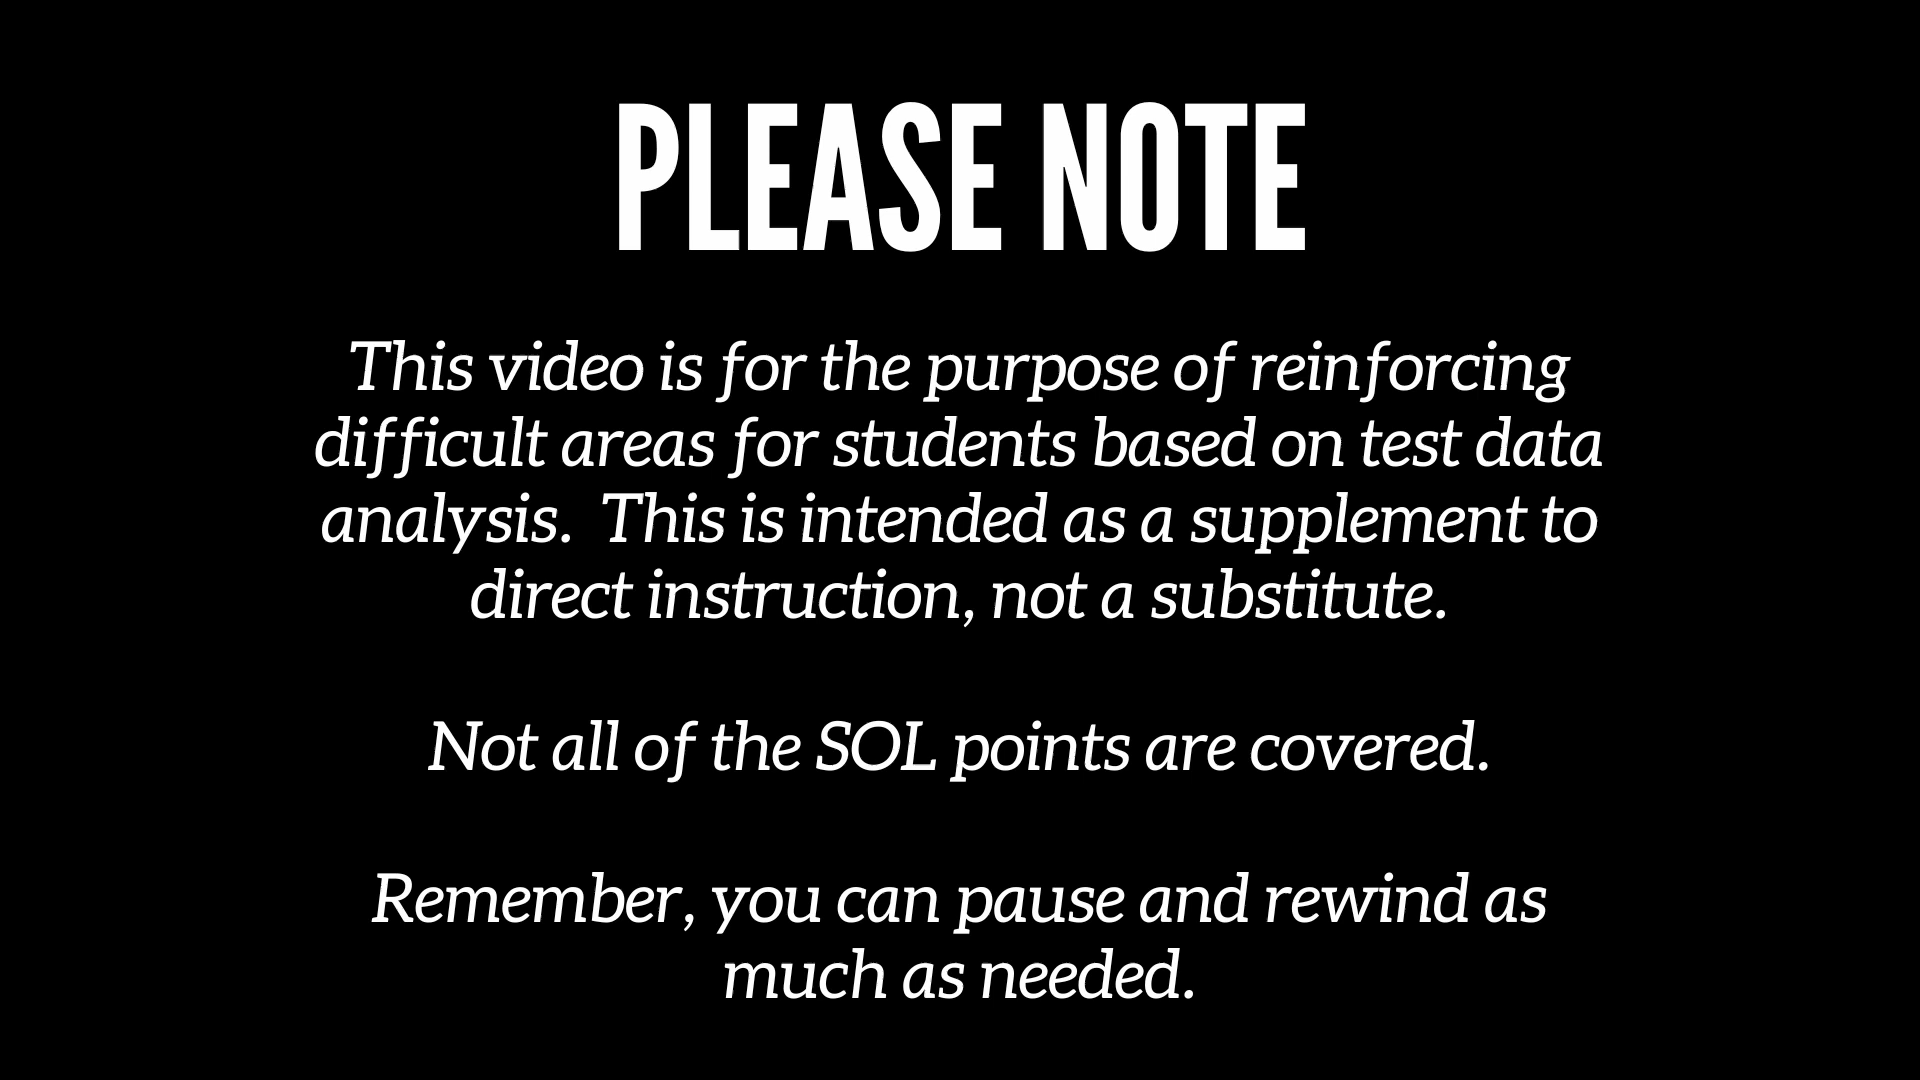 PLEASE NOTE
This video is for the purpose of reinforcing
difficult areas for students based on test data
analysis.  This is intended as a supplement to
direct instruction, not a substitute.
Not all of the SOL points are covered.
Remember, you can pause and rewind as
much as needed.